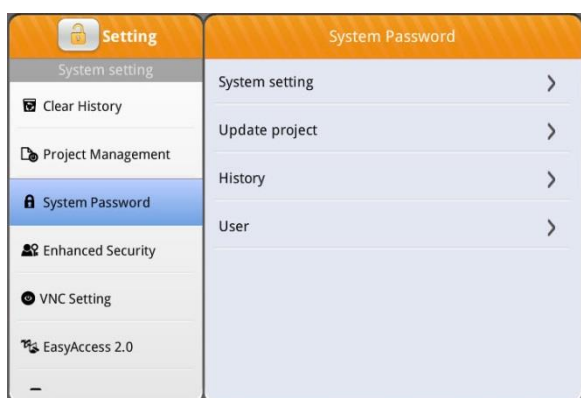 Setting
System setting
Clear History
Project Management
System Password
Enhanced Security
VNC Setting
EasyAccess 2.0
System Password
System setting
Update project
History
User